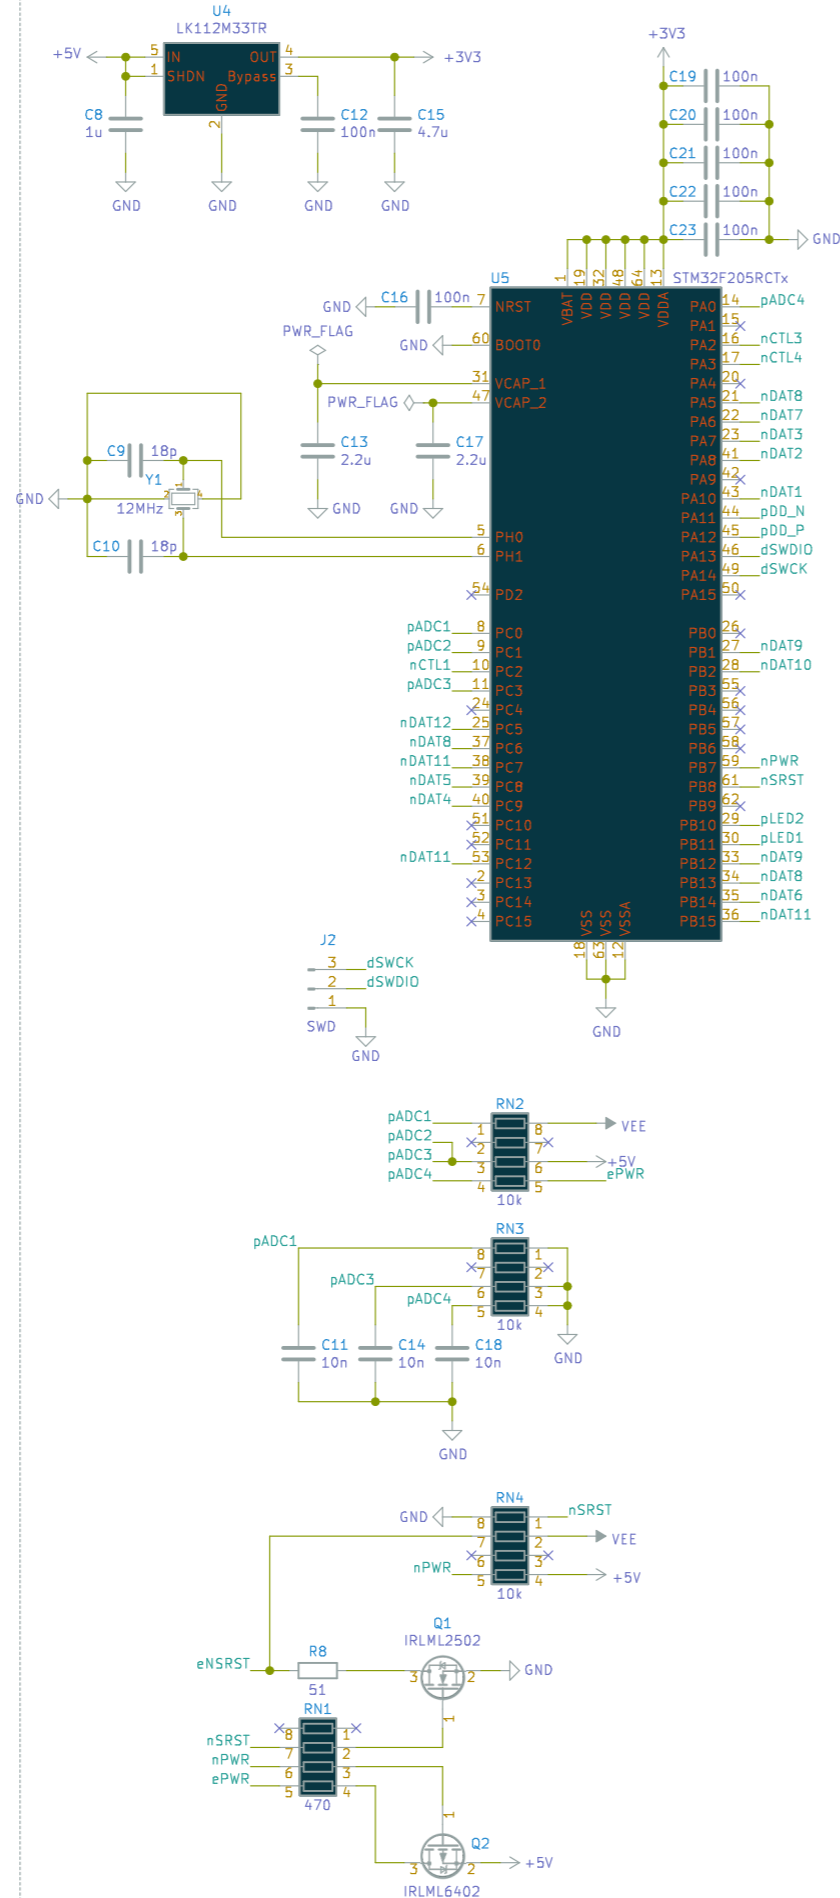 U4
LK112M33TR
+5V 5 IN OUT 4 +3V3
1 SHDN Bypass 3
GND
2
C8 1u
C12 100n
C15 4.7u
GND GND GND GND
+3V3
C19 100n
C20 100n
C21 100n
C22 100n
C23 100n
GND
U5 STM32F205RCTx
1 19 32 48 64 13
VBAT VDD VDD VDD VDD VDDA
GND C16 100n 7 NRST
PWR_FLAG
GND 60 BOOT0
31 VCAP_1
PWR_FLAG 47 VCAP_2
C13 2.2u
C17 2.2u
GND GND
C9 18p
Y1
1 2 3 4
GND
12MHz
C10 18p
5 PH0
6 PH1
54 PD2
pADC1 8 PC0
pADC2 9 PC1
nCTL1 10 PC2
pADC3 11 PC3
24 PC4
nDAT12 25 PC5
nDAT8 37 PC6
nDAT11 38 PC7
nDAT5 39 PC8
nDAT4 40 PC9
51 PC10
52 PC11
nDAT11 53 PC12
2 PC13
3 PC14
4 PC15
PA0 14 pADC4
PA1 15
PA2 16 nCTL3
PA3 17 nCTL4
PA4 20
PA5 21 nDAT8
PA6 22 nDAT7
PA7 23 nDAT3
PA8 41 nDAT2
PA9 42
PA10 43 nDAT1
PA11 44 pDD_N
PA12 45 pDD_P
PA13 46 dSWDIO
PA14 49 dSWCK
PA15 50
PB0 26
PB1 27 nDAT9
PB2 28 nDAT10
PB3 55
PB4 56
PB5 57
PB6 58
PB7 59 nPWR
PB8 61 nSRST
PB9 62
PB10 29 pLED2
PB11 30 pLED1
PB12 33 nDAT9
PB13 34 nDAT8
PB14 35 nDAT6
PB15 36 nDAT11
VSS VSS VSSA
18 63 12
GND
J2
3 dSWCK
2 dSWDIO
1
SWD
GND
RN2
pADC1 1 8 VEE
pADC2 2 7
pADC3 3 6 +5V
pADC4 4 5 ePWR
10k
RN3
pADC1 8 1
7 2
pADC3 6 3
pADC4 5 4
10k
C11 10n
C14 10n
C18 10n
GND
GND
RN4
GND 8 1 nSRST
7 2 VEE
6 3
nPWR 5 4 +5V
10k
Q1
IRLML2502
eNSRST R8 3 2 GND
51
1
RN1
8 1
nSRST 7 2
nPWR 6 3
ePWR 5 4
470
1
Q2
3 2 +5V
IRLML6402